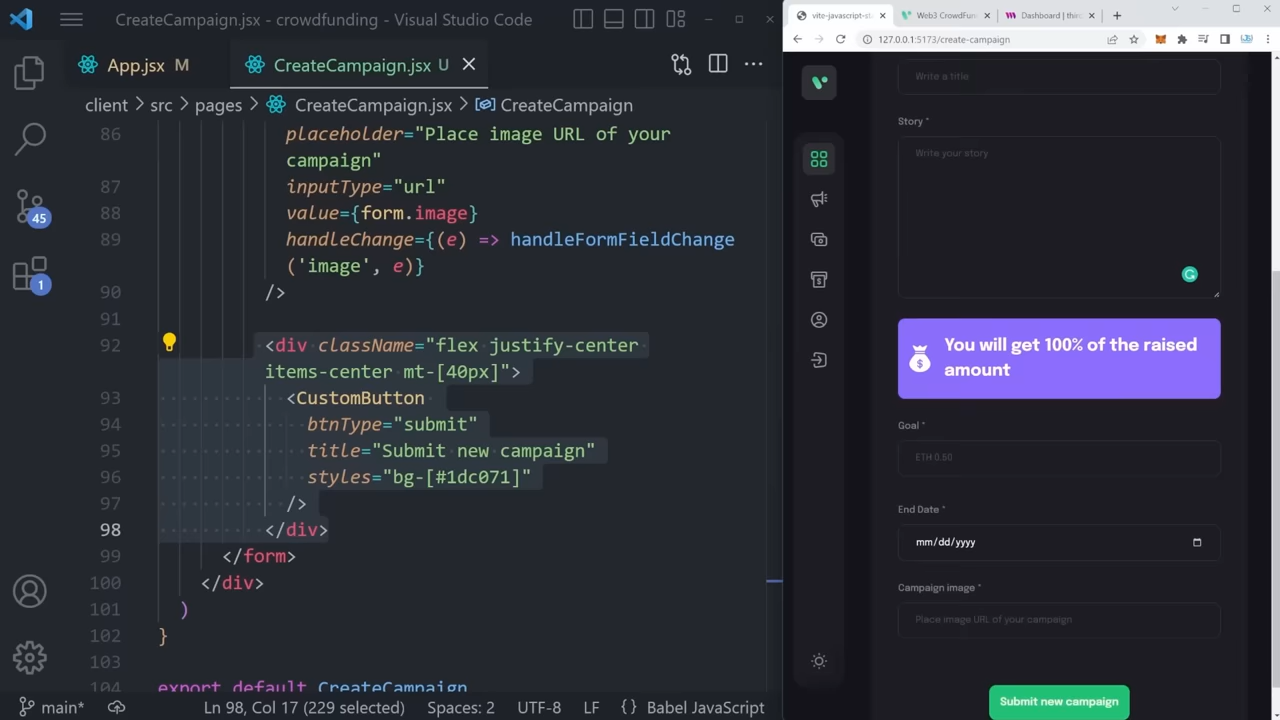 CreateCampaign.jsx - crowdfunding - Visual Studio Code
App.jsx M
CreateCampaign.jsx U
client > src > pages > CreateCampaign.jsx > CreateCampaign
86 placeholder="Place image URL of your
campaign"
87 inputType="url"
88 value={form.image}
89 handleChange={(e) => handleFormFieldChange
('image', e)}
90 />
91
92 <div className="flex justify-center
items-center mt-[40px]">
93 <CustomButton
94 btnType="submit"
95 title="Submit new campaign"
96 styles="bg-[#1dc071]"
97 />
98 </div>
99 </form>
100 </div>
101 )
102 }
103
104 export default CreateCampaign
45
1
main*
Ln 98, Col 17 (229 selected)
Spaces: 2
UTF-8
LF
{} Babel JavaScript
vite-javascript-sta
Web3 CrowdFun
Dashboard | thirdw
127.0.0.1:5173/create-campaign
Write a title
Story *
Write your story
You will get 100% of the raised
amount
Goal *
ETH 0.50
End Date *
mm/dd/yyyy
Campaign image *
Place image URL of your campaign
Submit new campaign